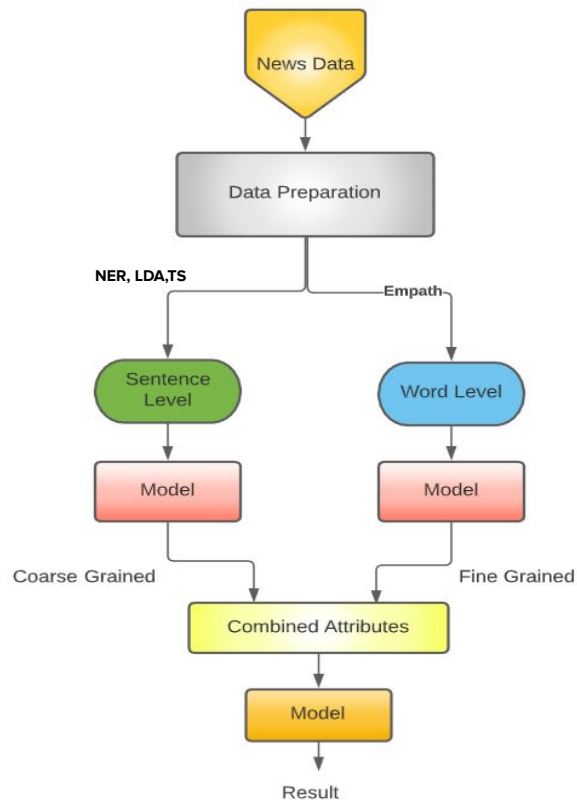 News Data
Data Preparation
NER, LDA,TS
Empath
Sentence
Level
Word Level
Model
Model
Coarse Grained
Fine Grained
Combined Attributes
Model
Result